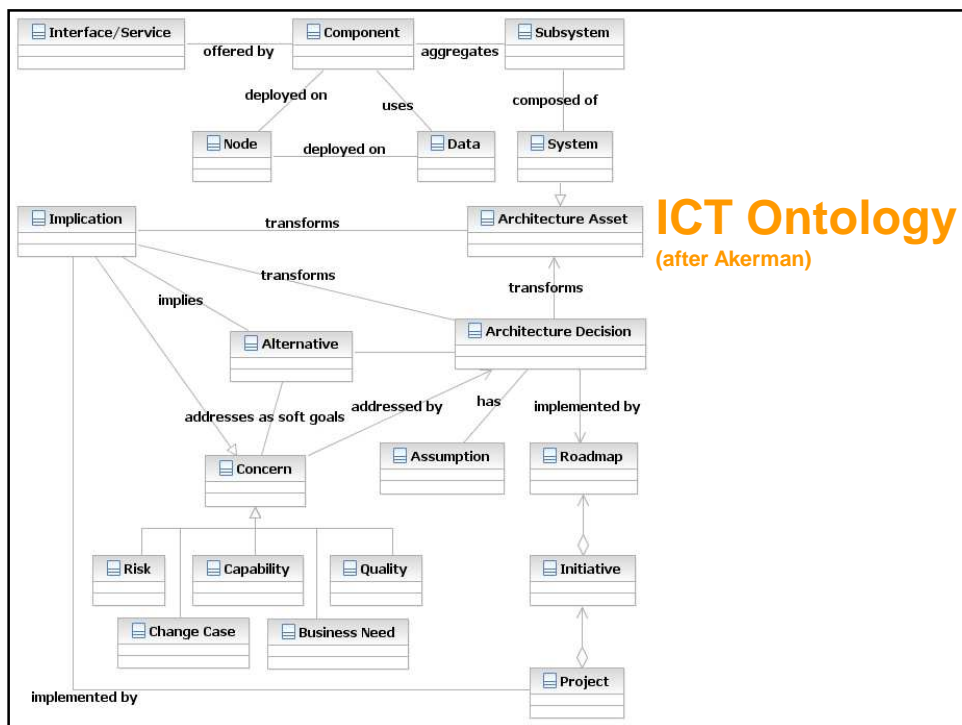 Interface/Service
Component
Subsystem
offered by
aggregates
deployed on
uses
composed of
Node
deployed on
Data
System
Implication
transforms
Architecture Asset
ICT Ontology
(after Akerman)
transforms
transforms
implies
Alternative
Architecture Decision
addresses as soft goals
addressed by
has
implemented by
Concern
Assumption
Roadmap
Risk
Capability
Quality
Initiative
Change Case
Business Need
Project
implemented by